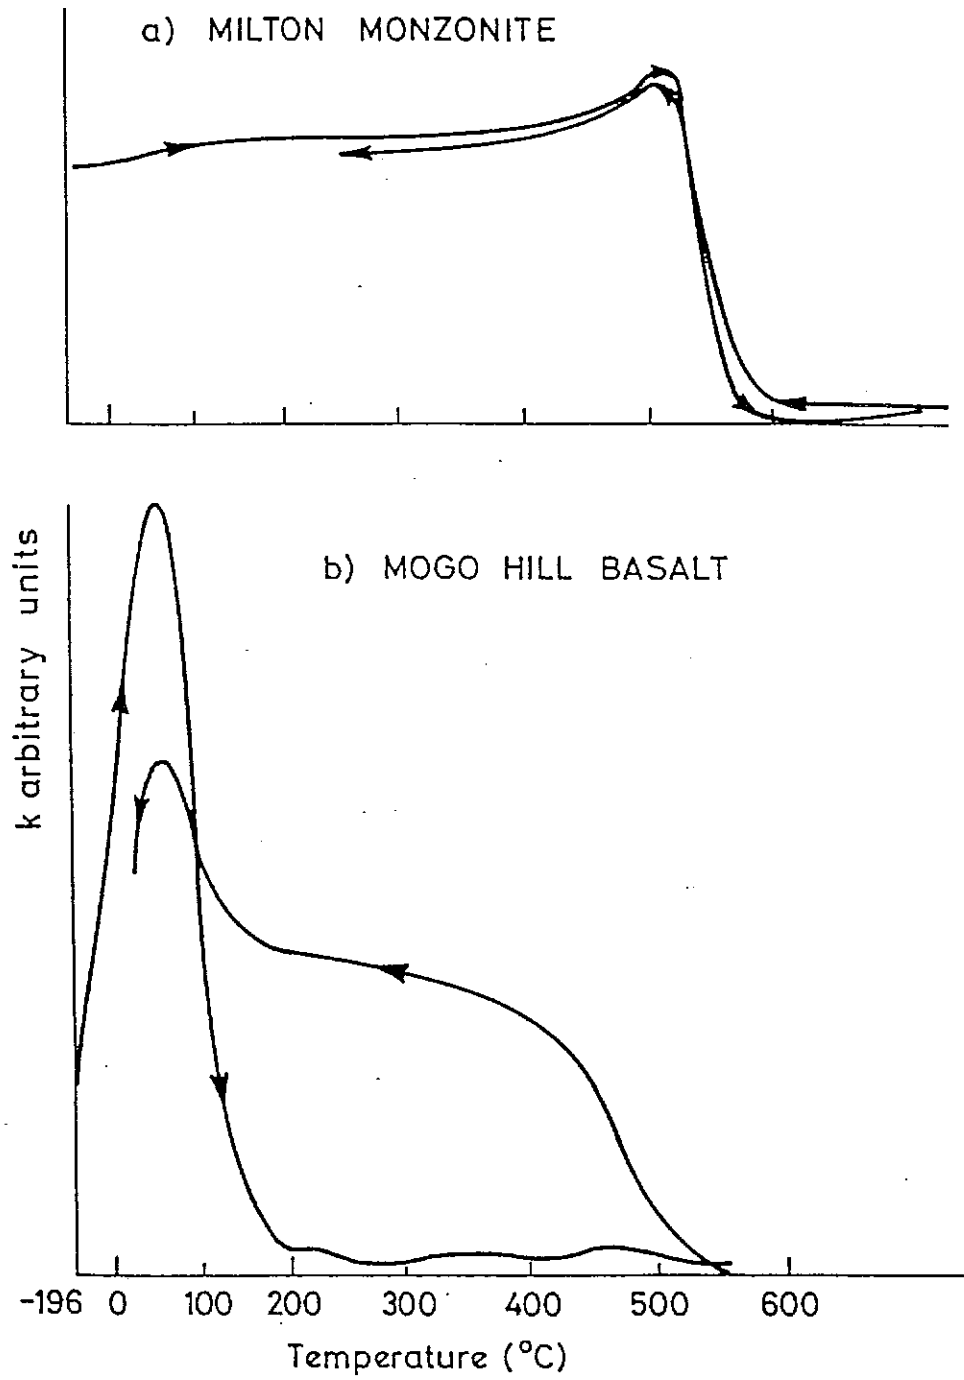 a) MILTON MONZONITE
b) MOGO HILL BASALT
k arbitrary units
-196 0 100 200 300 400 500 600
Temperature (°C)